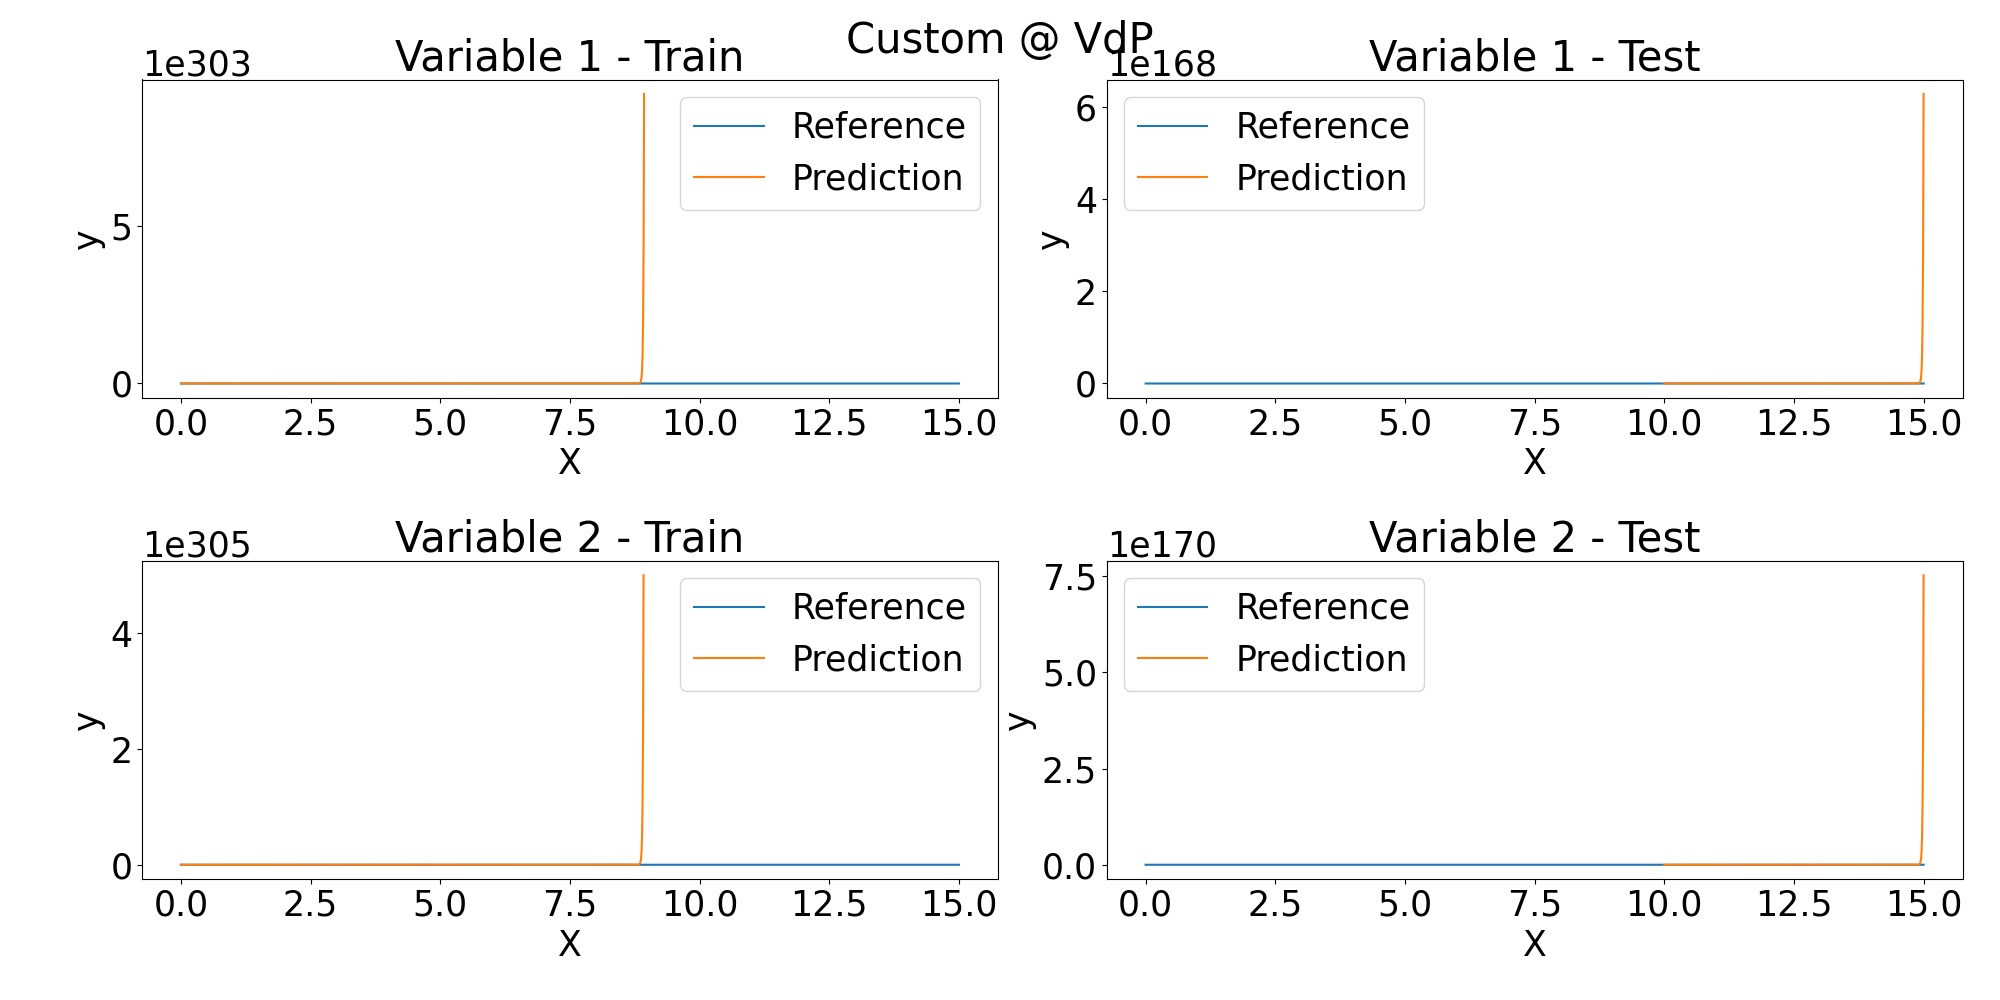 Custom @ VdP
Variable 1 - Train
1e303
5
0
y
Reference
Prediction
0.0 2.5 5.0 7.5 10.0 12.5 15.0
X
Variable 1 - Test
1e168
6
4
2
0
y
Reference
Prediction
0.0 2.5 5.0 7.5 10.0 12.5 15.0
X
Variable 2 - Train
1e305
4
2
0
y
Reference
Prediction
0.0 2.5 5.0 7.5 10.0 12.5 15.0
X
Variable 2 - Test
1e170
7.5
5.0
2.5
0.0
y
Reference
Prediction
0.0 2.5 5.0 7.5 10.0 12.5 15.0
X